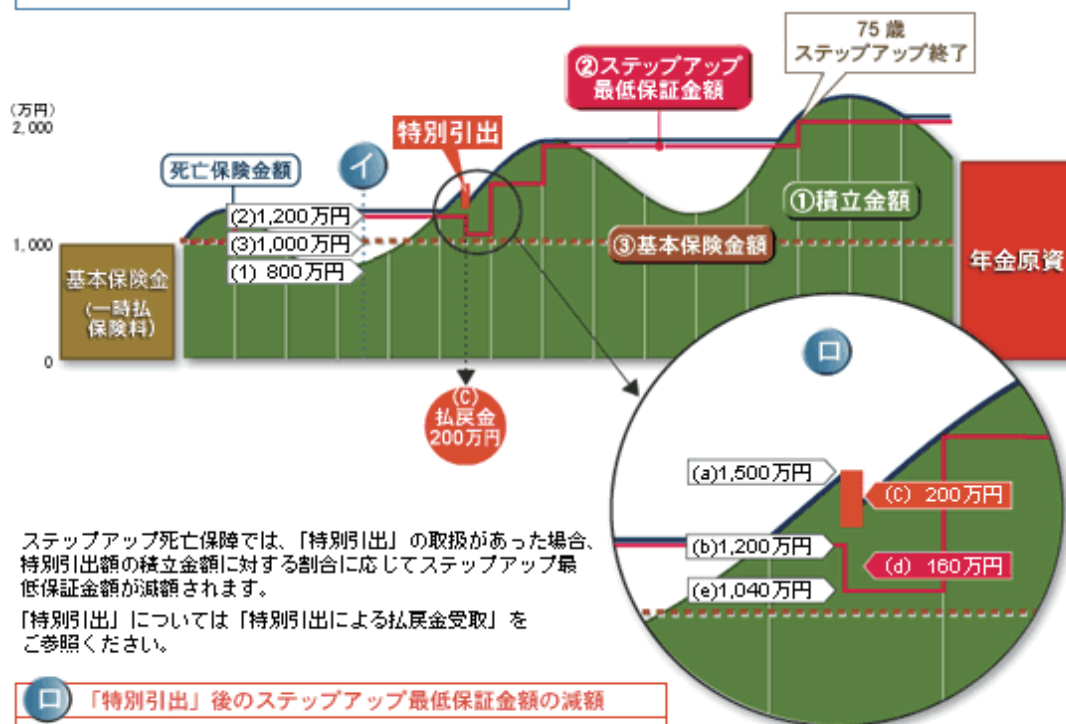 75歳
ステップアップ終了
②ステップアップ
最低保証金額
(万円)
2,000
特別引出
死亡保険金額
イ
(2)1,200万円
①積立金額
1,000
(3)1,000万円
③基本保険金額
(1) 800万円
基本保険金
(一時払
保険料)
年金原資
0
ロ
(C)
払戻金
200万円
(a)1,500万円
(C) 200万円
(b)1,200万円
(d) 160万円
(e)1,040万円
ステップアップ死亡保障では、「特別引出」の取扱があった場合、
特別引出額の積立金額に対する割合に応じてステップアップ最
低保証金額が減額されます。
「特別引出」については「特別引出による払戻金受取」を
ご参照ください。
ロ 「特別引出」後のステップアップ最低保証金額の減額